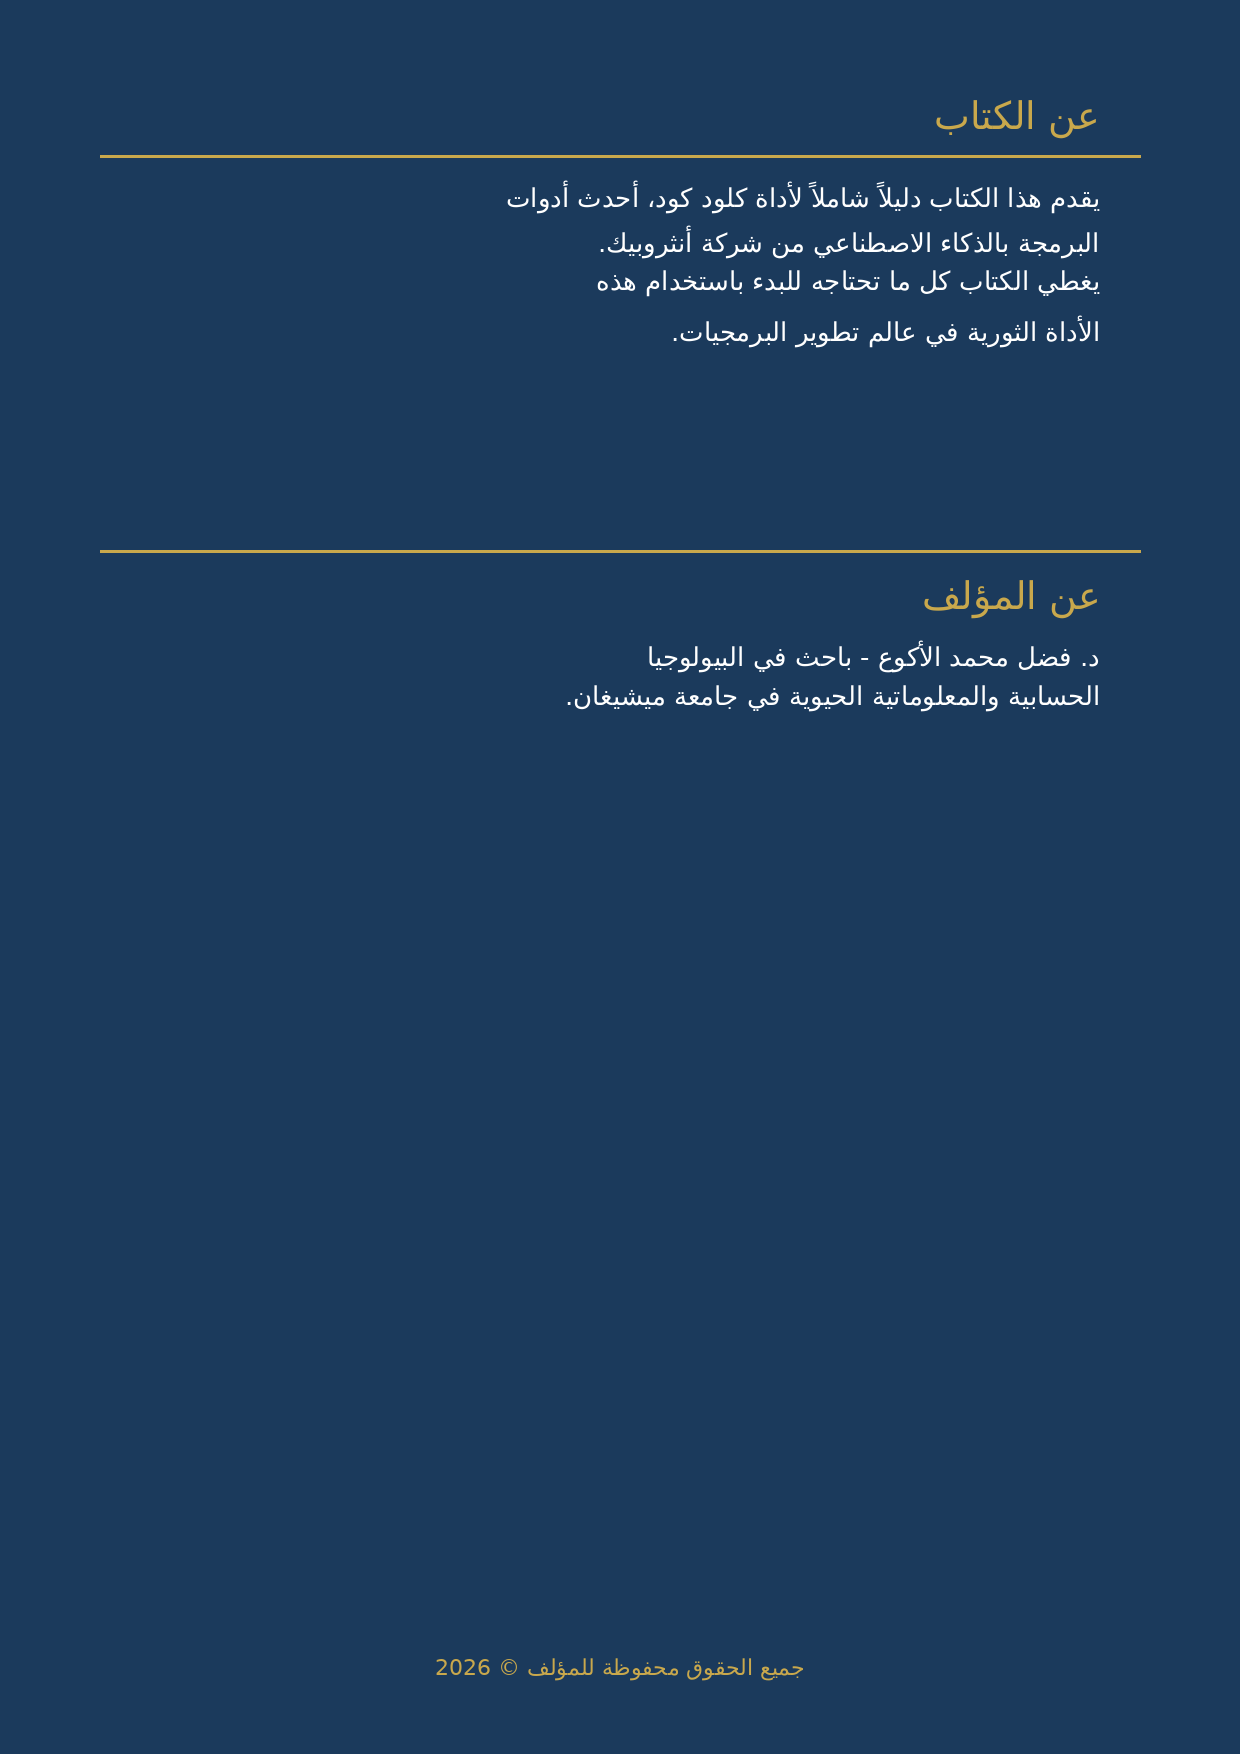 عن الكتاب
يقدم هذا الكتاب دليلاً شاملاً لأداة كلود كود، أحدث أدوات
البرمجة بالذكاء الاصطناعي من شركة أنثروبيك.
يغطي الكتاب كل ما تحتاجه للبدء باستخدام هذه
الأداة الثورية في عالم تطوير البرمجيات.
عن المؤلف
د. فضل محمد الأكوع - باحث في البيولوجيا
الحسابية والمعلوماتية الحيوية في جامعة ميشيغان.
جميع الحقوق محفوظة للمؤلف © 2026